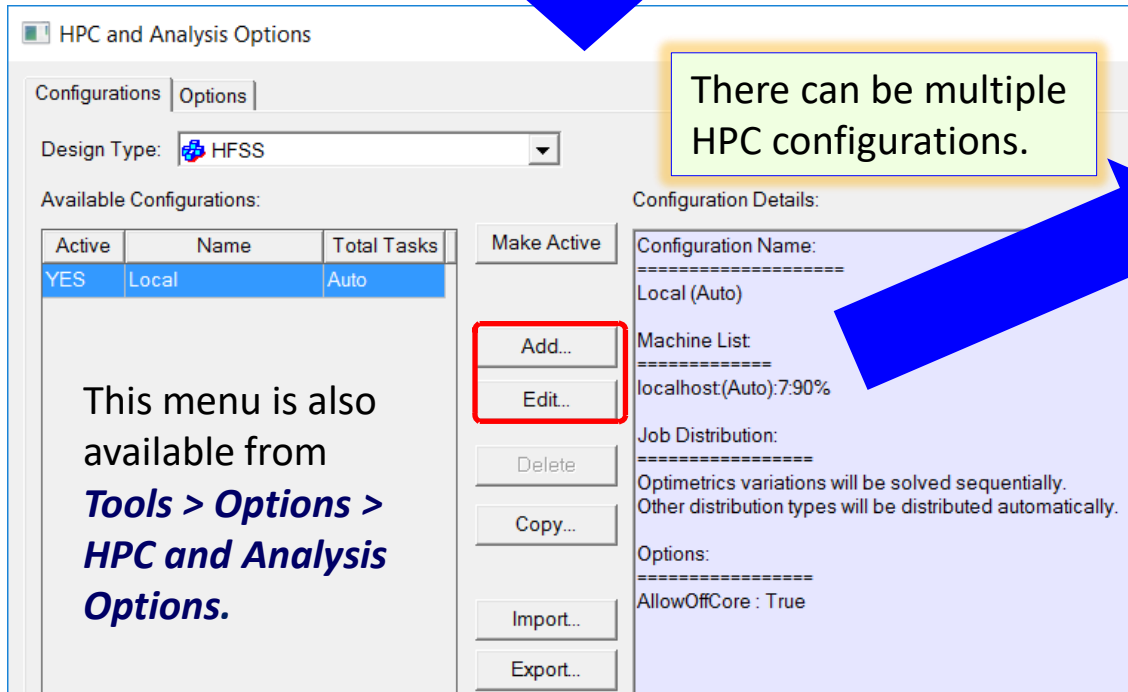 HPC and Analysis Options
There can be multiple
HPC configurations.
Configurations Options
Design Type: HFSS
Available Configurations:
Active Name Total Tasks
YES Local Auto
This menu is also
available from
Tools > Options >
HPC and Analysis
Options.
Make Active
Add...
Edit...
Delete
Copy...
Import...
Export...
Configuration Details:
Configuration Name:
====================
Local (Auto)
Machine List:
=============
localhost:(Auto):7:90%
Job Distribution:
=================
Optimetrics variations will be solved sequentially.
Other distribution types will be distributed automatically.
Options:
=================
AllowOffCore : True